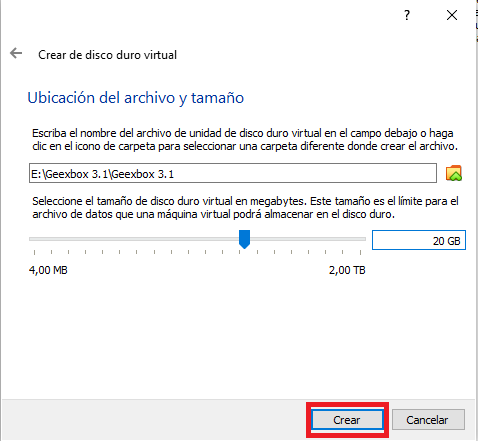 ?
Crear de disco duro virtual
Ubicación del archivo y tamaño
Escriba el nombre del archivo de unidad de disco duro virtual en el campo debajo o haga
clic en el icono de carpeta para seleccionar una carpeta diferente donde crear el archivo.
E:\Geexbox 3.1\Geexbox 3.1
Seleccione el tamaño de disco duro virtual en megabytes. Este tamaño es el límite para el
archivo de datos que una máquina virtual podrá almacenar en el disco duro.
20 GB
4,00 MB 2,00 TB
Crear Cancelar